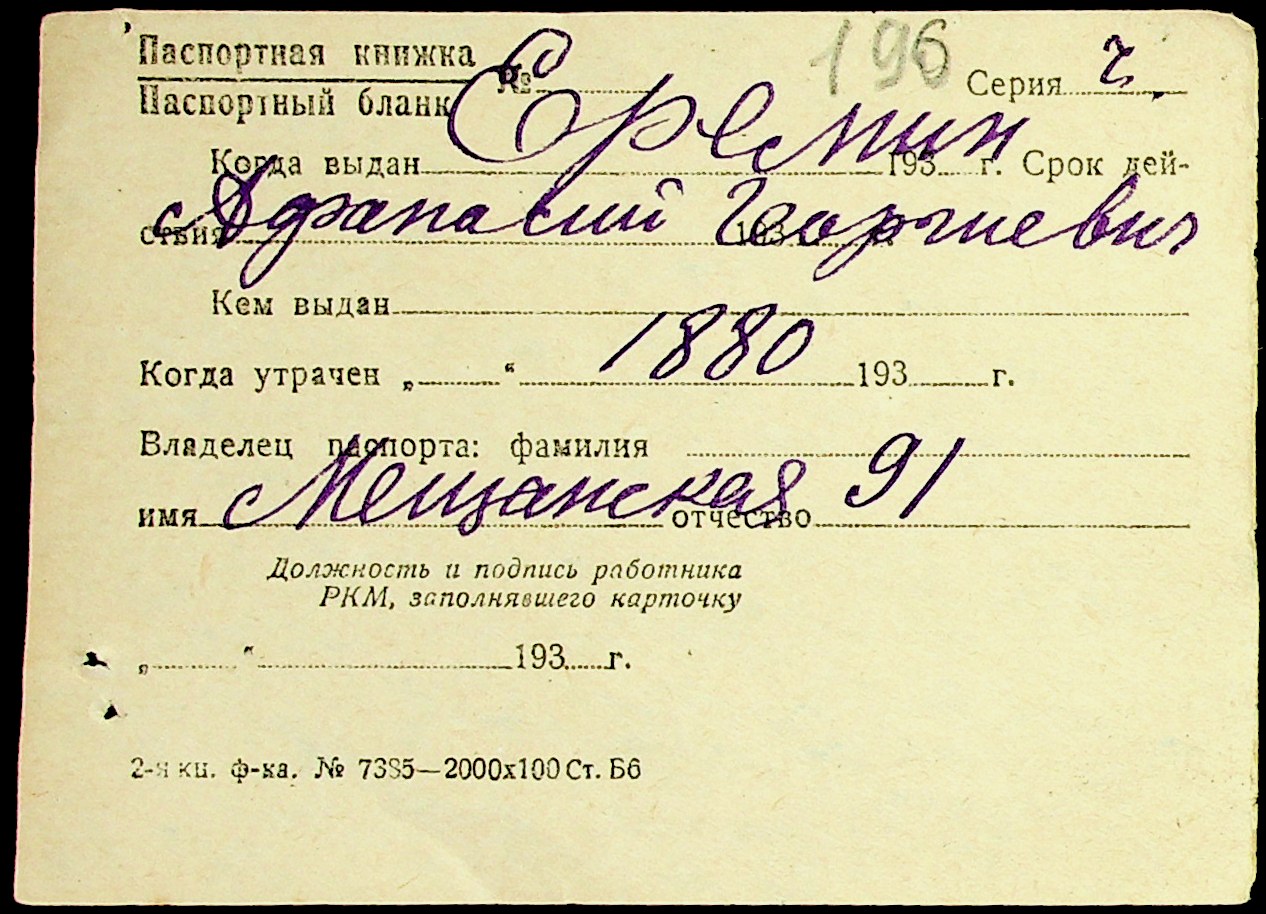 Паспортная книжка
Паспортный бланк № 196 Серия
Еремин
Когда выдан 193 г. Срок дей-
Афанасий Георгиевич
ствия 193
Кем выдан
1880
Когда утрачен „ “ 193 г.
Владелец паспорта: фамилия
Мещанская 91
имя отчество
Должность и подпись работника
РКМ, заполнявшего карточку
„ “ 193 г.
2-я кн. ф-ка. № 7385—2000х100 Ст. Б6